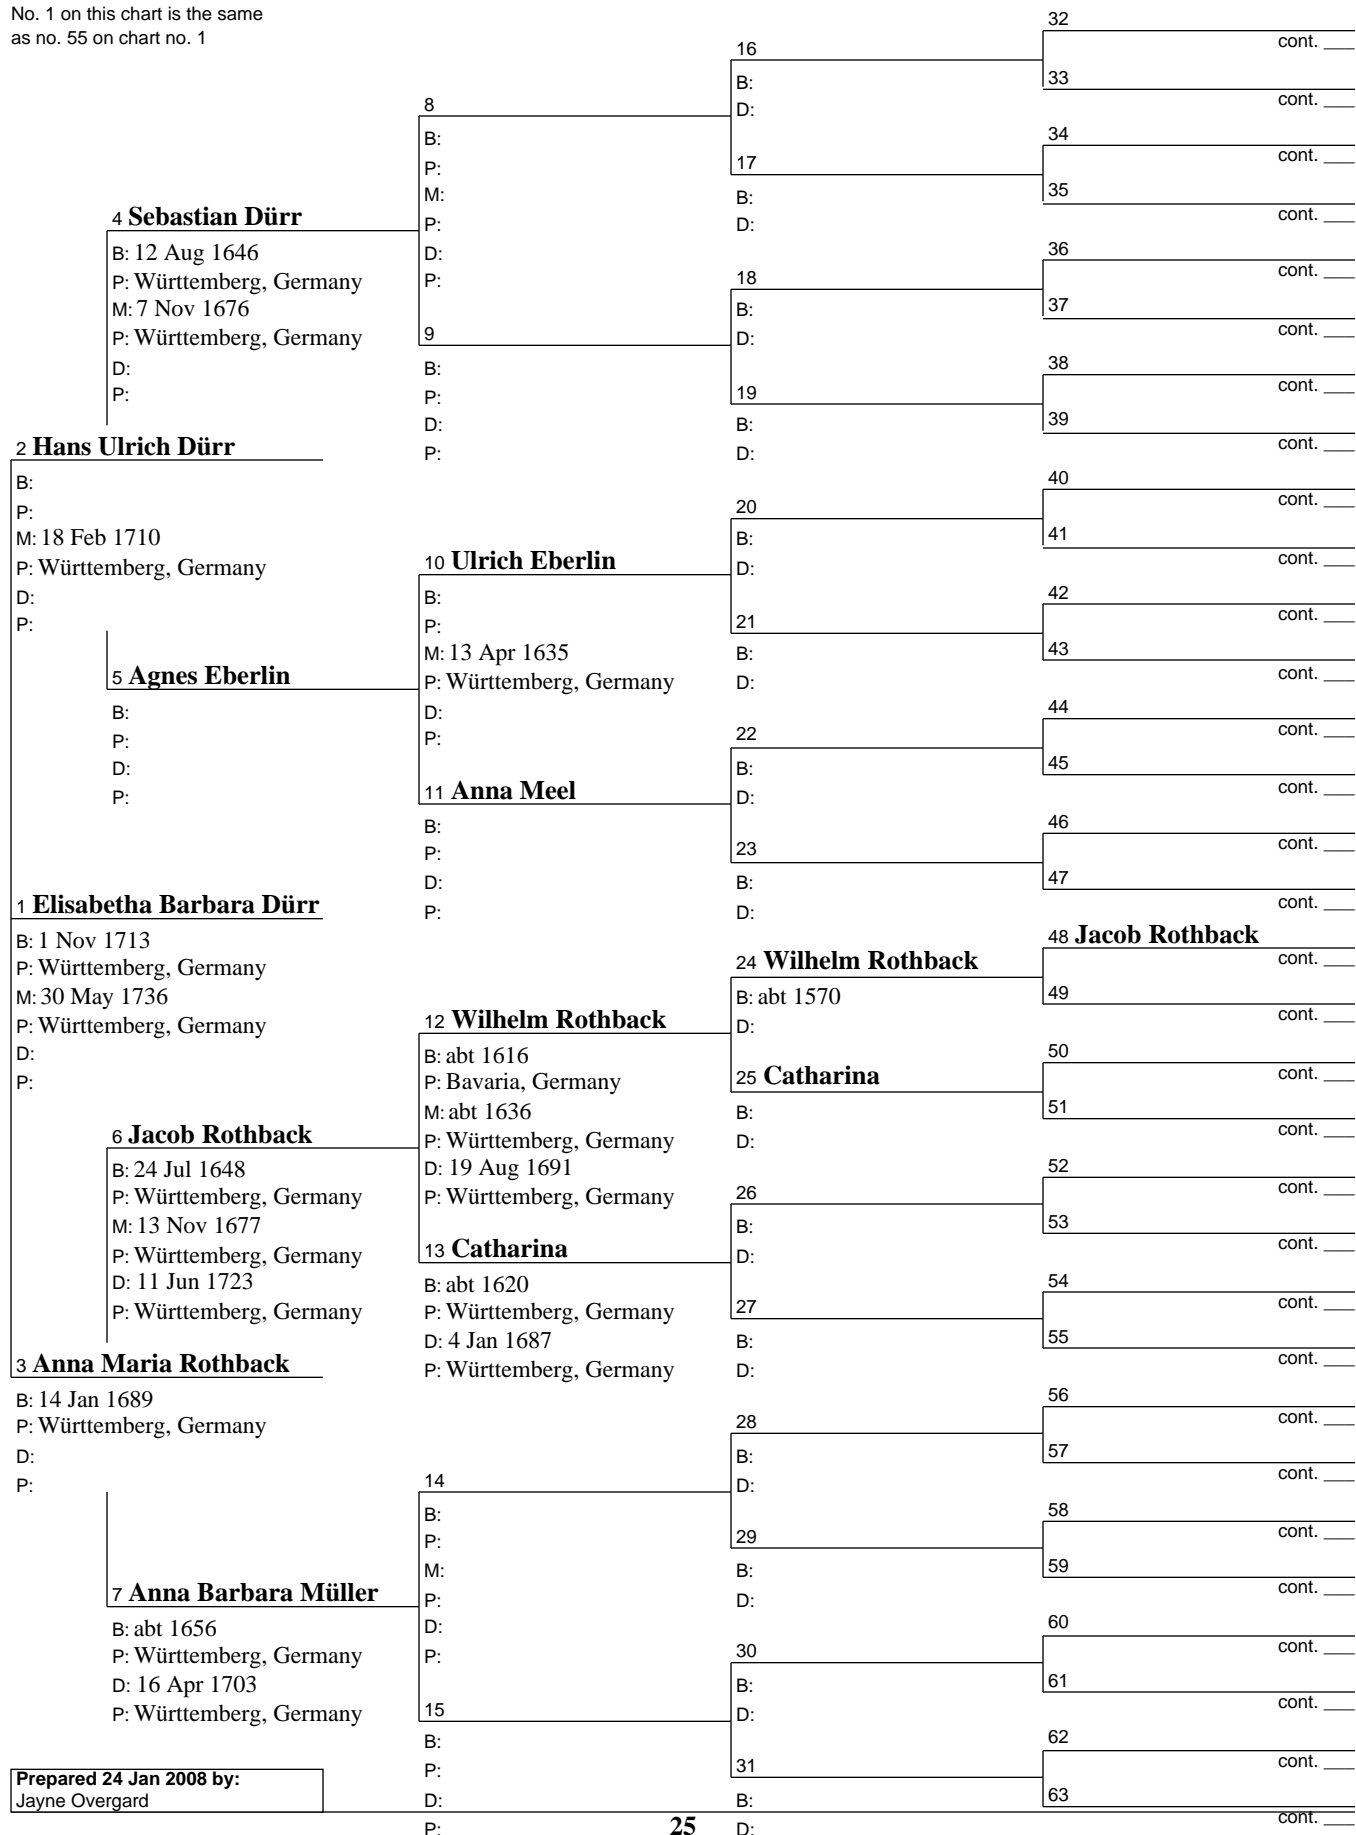 No. 1 on this chart is the same
as no. 55 on chart no. 1
4 Sebastian Dürr
B: 12 Aug 1646
P: Württemberg, Germany
M: 7 Nov 1676
P: Württemberg, Germany
D:
P:
2 Hans Ulrich Dürr
B:
P:
M: 18 Feb 1710
P: Württemberg, Germany
D:
P:
5 Agnes Eberlin
B:
P:
D:
P:
1 Elisabetha Barbara Dürr
B: 1 Nov 1713
P: Württemberg, Germany
M: 30 May 1736
P: Württemberg, Germany
D:
P:
6 Jacob Rothback
B: 24 Jul 1648
P: Württemberg, Germany
M: 13 Nov 1677
P: Württemberg, Germany
D: 11 Jun 1723
P: Württemberg, Germany
3 Anna Maria Rothback
B: 14 Jan 1689
P: Württemberg, Germany
D:
P:
7 Anna Barbara Müller
B: abt 1656
P: Württemberg, Germany
D: 16 Apr 1703
P: Württemberg, Germany
8
B:
P:
M:
P:
D:
P:
9
B:
P:
D:
P:
10 Ulrich Eberlin
B:
P:
M: 13 Apr 1635
P: Württemberg, Germany
D:
P:
11 Anna Meel
B:
P:
D:
P:
12 Wilhelm Rothback
B: abt 1616
P: Bavaria, Germany
M: abt 1636
P: Württemberg, Germany
D: 19 Aug 1691
P: Württemberg, Germany
13 Catharina
B: abt 1620
P: Württemberg, Germany
D: 4 Jan 1687
P: Württemberg, Germany
14
B:
P:
M:
P:
D:
P:
15
B:
P:
D:
P:
16
B:
D:
17
B:
D:
18
B:
D:
19
B:
D:
20
B:
D:
21
B:
D:
22
B:
D:
23
B:
D:
24 Wilhelm Rothback
B: abt 1570
D:
25 Catharina
B:
D:
26
B:
D:
27
B:
D:
28
B:
D:
29
B:
D:
30
B:
D:
31
B:
D:
32
cont. ___
33
cont. ___
34
cont. ___
35
cont. ___
36
cont. ___
37
cont. ___
38
cont. ___
39
cont. ___
40
cont. ___
41
cont. ___
42
cont. ___
43
cont. ___
44
cont. ___
45
cont. ___
46
cont. ___
47
cont. ___
48 Jacob Rothback
cont. ___
49
cont. ___
50
cont. ___
51
cont. ___
52
cont. ___
53
cont. ___
54
cont. ___
55
cont. ___
56
cont. ___
57
cont. ___
58
cont. ___
59
cont. ___
60
cont. ___
61
cont. ___
62
cont. ___
63
cont. ___
Prepared 24 Jan 2008 by:
Jayne Overgard
25